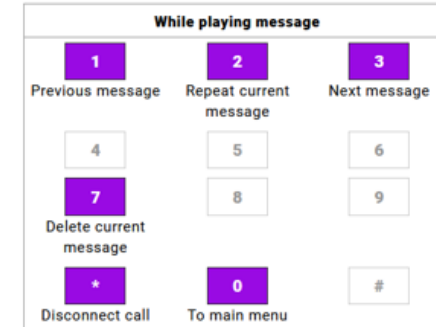 While playing message
1 2 3
Previous message Repeat current Next message
message
4 5 6
7 8 9
Delete current
message
* 0 #
Disconnect call To main menu